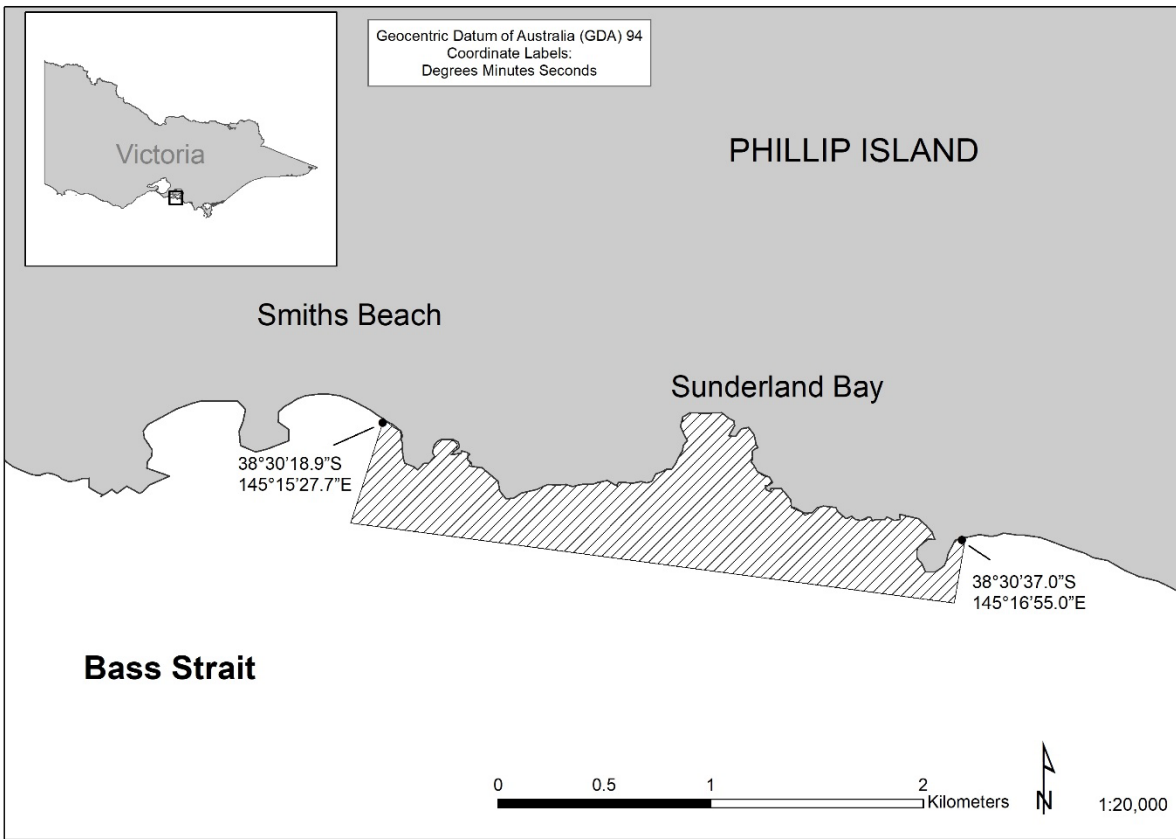 Geocentric Datum of Australia (GDA) 94
Coordinate Labels:
Degrees Minutes Seconds
Victoria
PHILLIP ISLAND
Smiths Beach
Sunderland Bay
38°30’18.9”S
145°15’27.7”E
38°30’37.0”S
145°16’55.0”E
Bass Strait
0 0.5 1 2
Kilometers
N
1:20,000